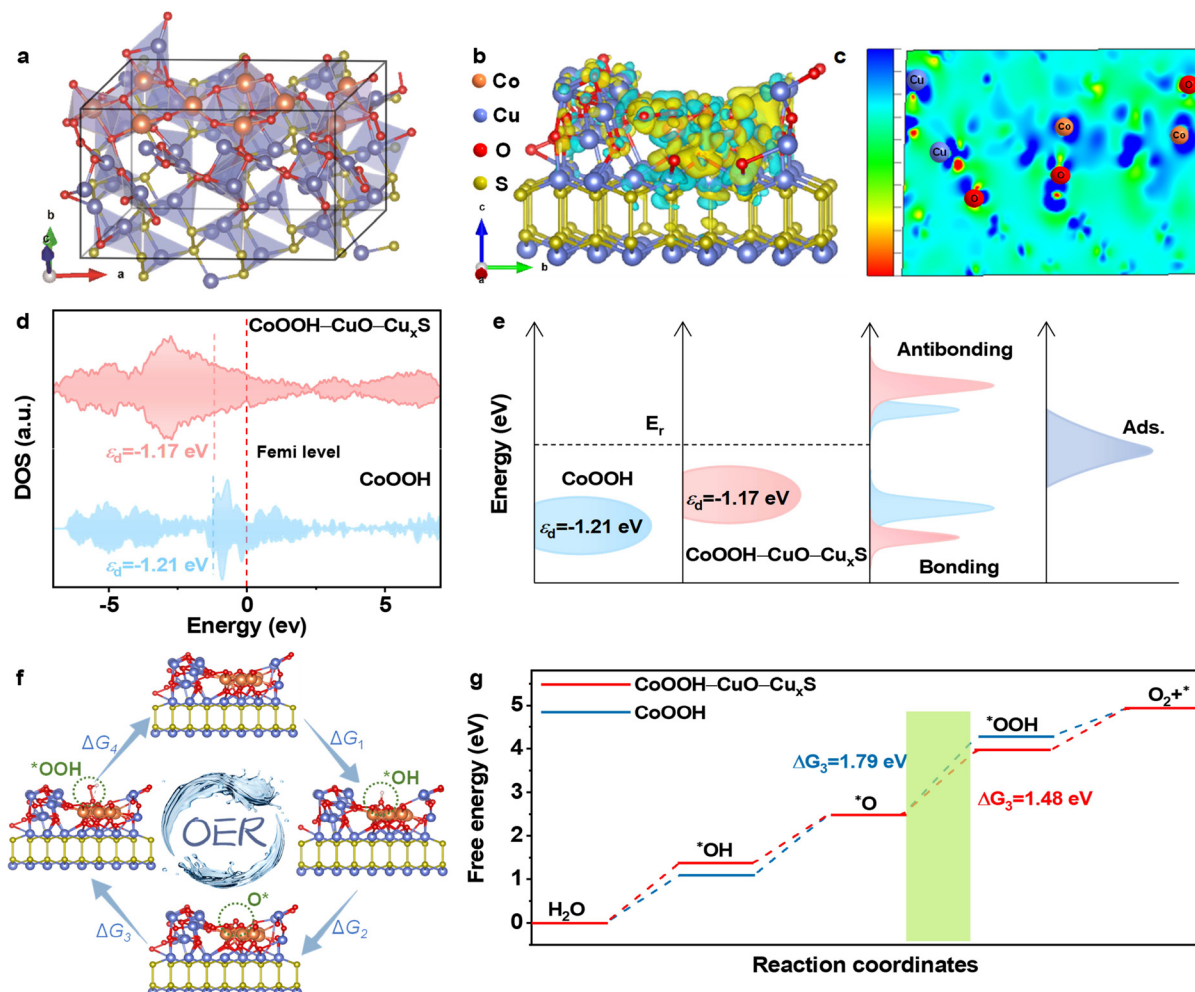 a
b
c
a
b
Co
Cu
O
S
c
b
a
c
Cu
Cu
O
Co
O
Co
O
d
CoOOH–CuO–CuxS
εd=-1.17 eV
Femi level
CoOOH
εd=-1.21 eV
DOS (a.u.)
-5
0
5
Energy (ev)
e
Energy (eV)
Er
CoOOH
εd=-1.21 eV
εd=-1.17 eV
CoOOH–CuO–CuxS
Antibonding
Bonding
Ads.
f
ΔG4
ΔG1
*OOH
*OH
OER
O*
ΔG3
ΔG2
g
CoOOH–CuO–CuxS
CoOOH
Free energy (eV)
5
4
3
2
1
0
H2O
*OH
*O
*OOH
O2+*
ΔG3=1.79 eV
ΔG3=1.48 eV
Reaction coordinates